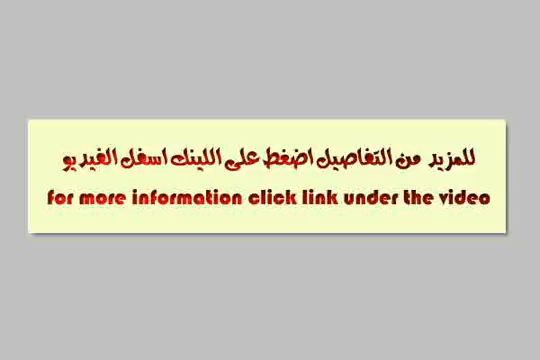 للمزيد من التفاصيل اضغط على اللينك اسفل الفيديو
for more information click link under the video